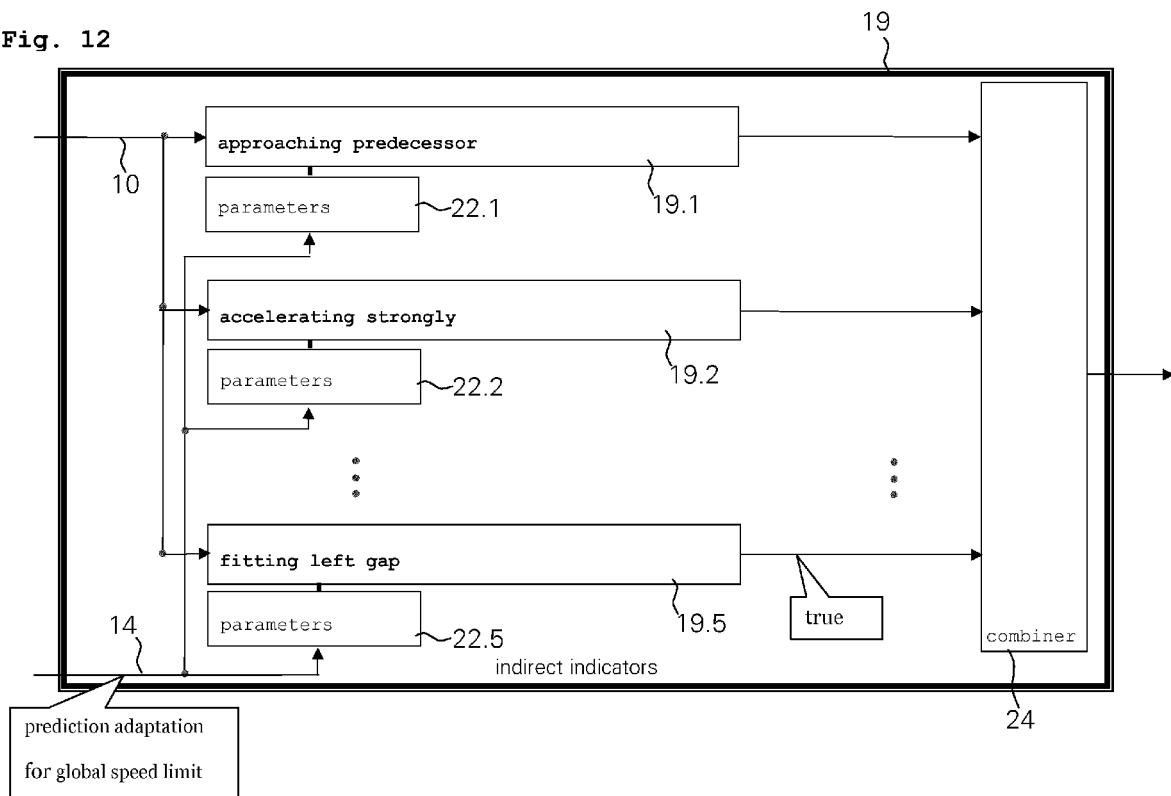 Fig. 12
19
approaching predecessor
10
parameters
22.1
19.1
accelerating strongly
parameters
22.2
19.2
fitting left gap
true
14
parameters
22.5
19.5
combiner
indirect indicators
24
prediction adaptation
for global speed limit